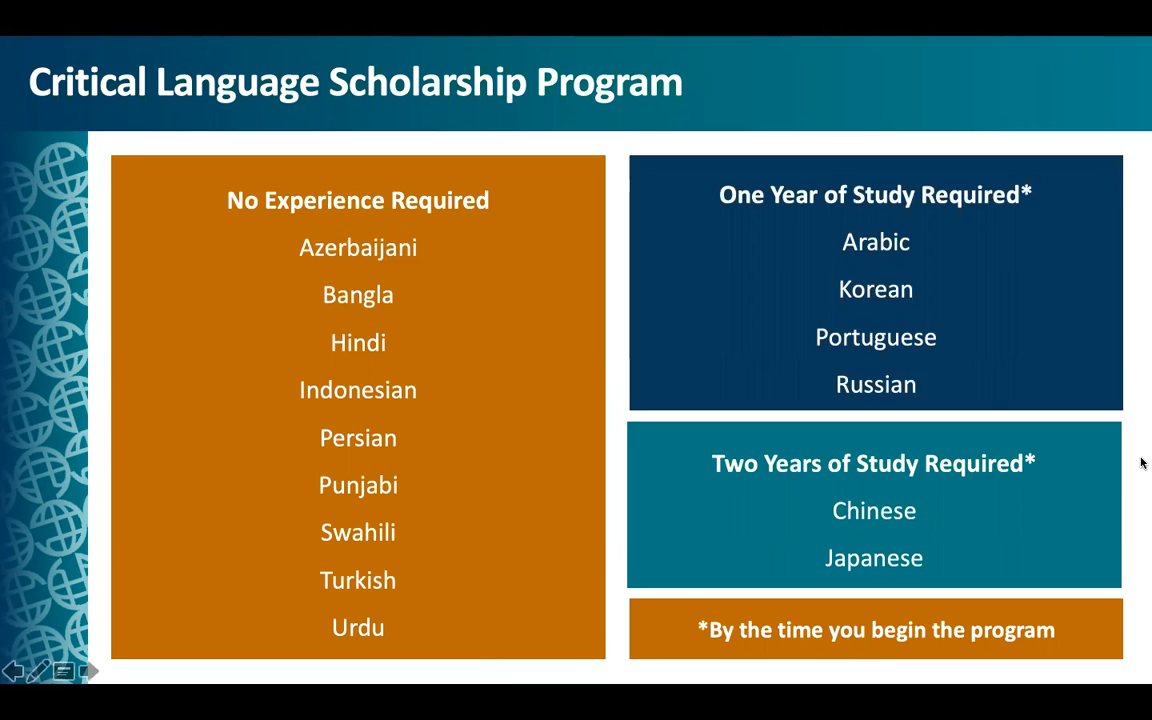 Critical Language Scholarship Program
No Experience Required
Azerbaijani
Bangla
Hindi
Indonesian
Persian
Punjabi
Swahili
Turkish
Urdu
One Year of Study Required*
Arabic
Korean
Portuguese
Russian
Two Years of Study Required*
Chinese
Japanese
*By the time you begin the program